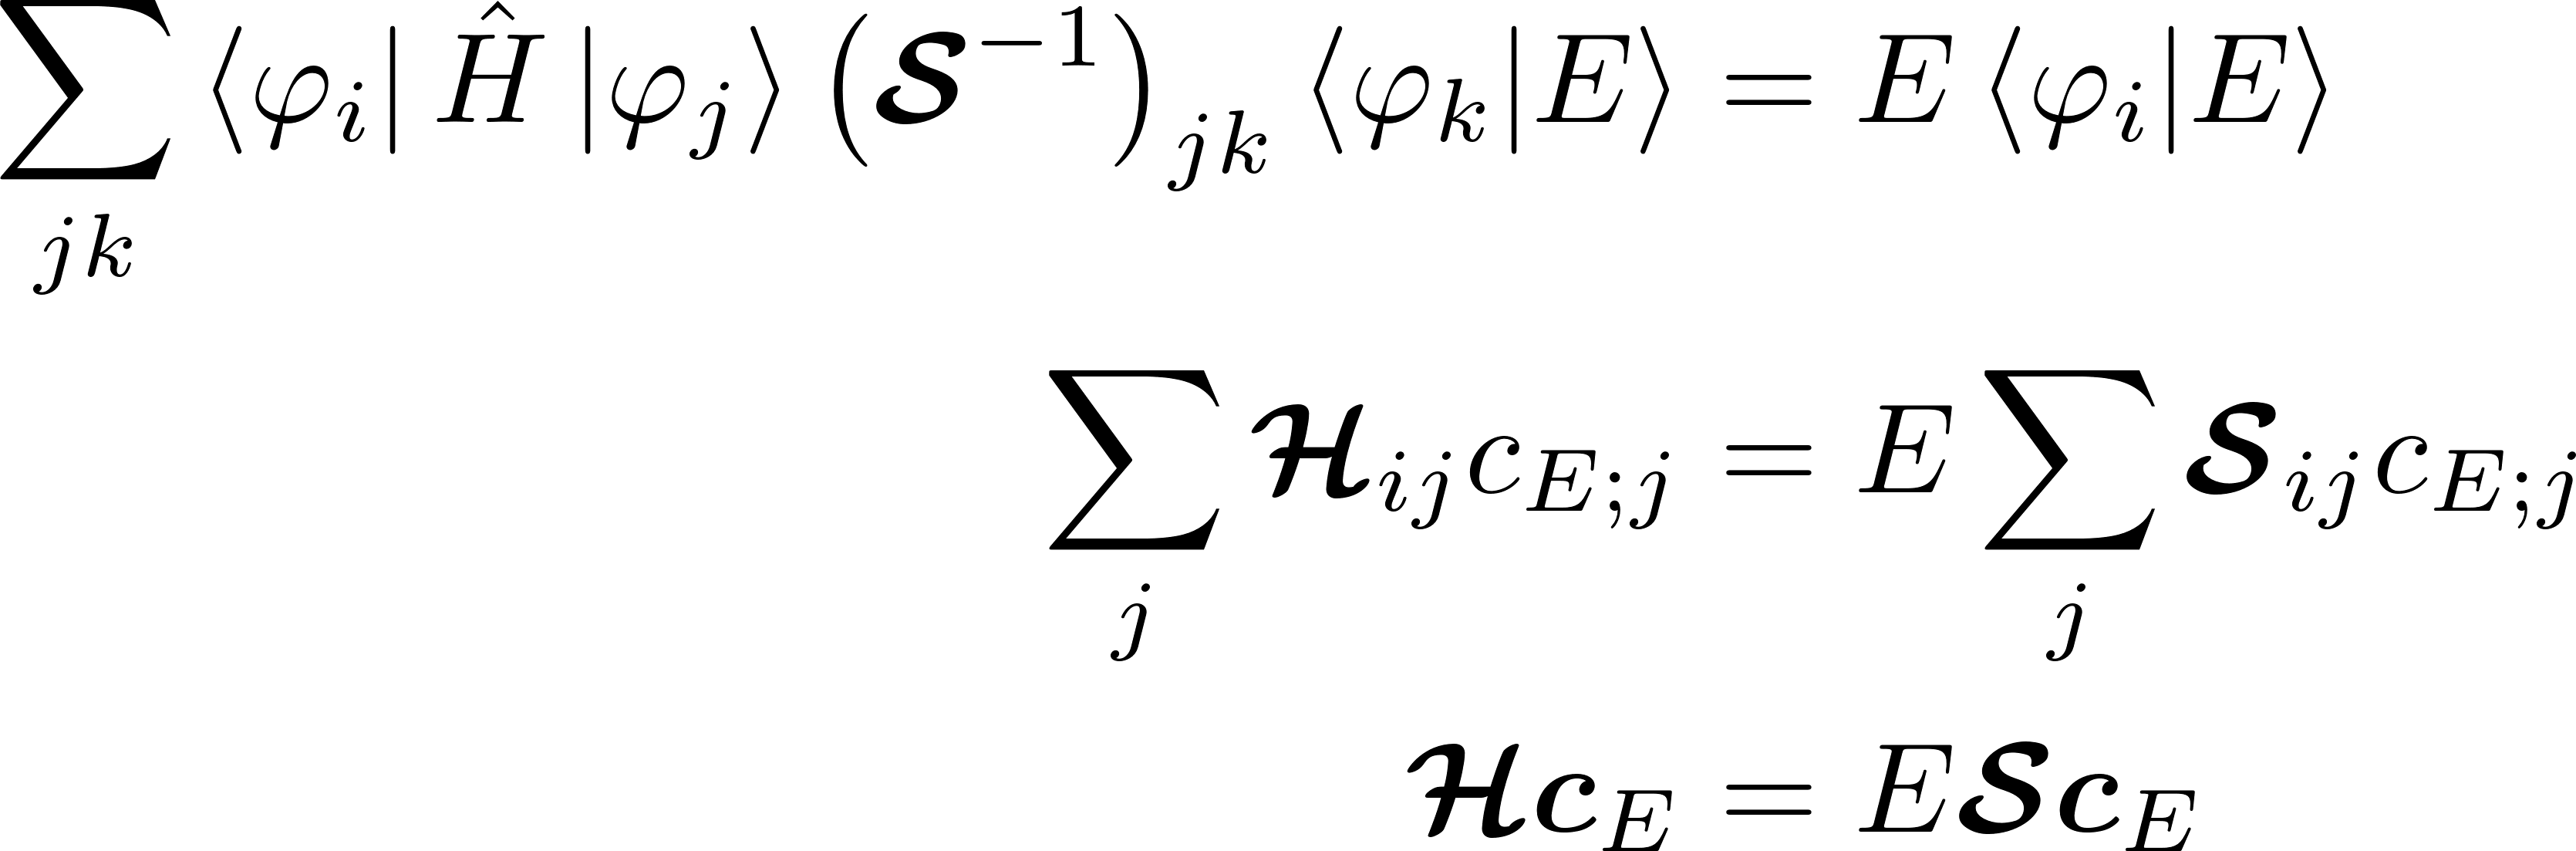 \sum_{jk} \langle\varphi_i| \hat{H} |\varphi_j\rangle \left(\boldsymbol{\mathcal{S}}^{-1}\right)_{jk} \langle\varphi_k|E\rangle = E \langle\varphi_i|E\rangle
\sum_{j} \boldsymbol{\mathcal{H}}_{ij} c_{E;j} = E \sum_{j} \boldsymbol{\mathcal{S}}_{ij} c_{E;j}
\boldsymbol{\mathcal{H}} \boldsymbol{c}_E = E \boldsymbol{\mathcal{S}} \boldsymbol{c}_E